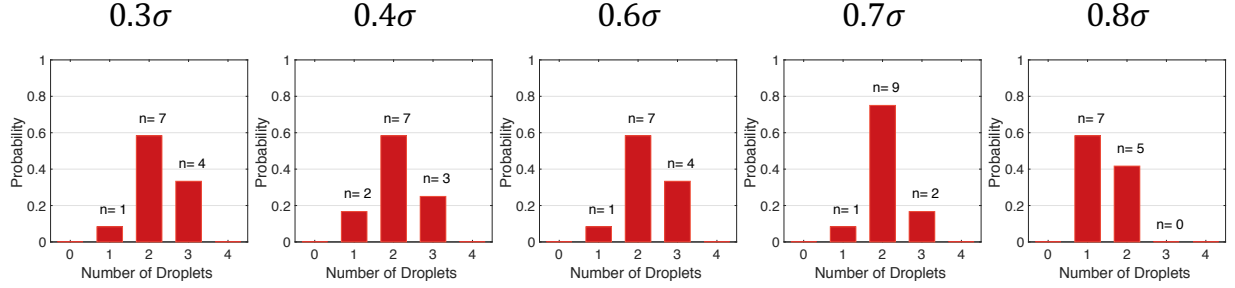 0.3σ
0.4σ
0.6σ
0.7σ
0.8σ
1
0.8
0.6
0.4
0.2
0
Probability
n= 1
n= 7
n= 4
0 1 2 3 4
Number of Droplets
1
0.8
0.6
0.4
0.2
0
Probability
n= 2
n= 7
n= 3
0 1 2 3 4
Number of Droplets
1
0.8
0.6
0.4
0.2
0
Probability
n= 1
n= 7
n= 4
0 1 2 3 4
Number of Droplets
1
0.8
0.6
0.4
0.2
0
Probability
n= 1
n= 9
n= 2
0 1 2 3 4
Number of Droplets
1
0.8
0.6
0.4
0.2
0
Probability
n= 7
n= 5
n= 0
0 1 2 3 4
Number of Droplets